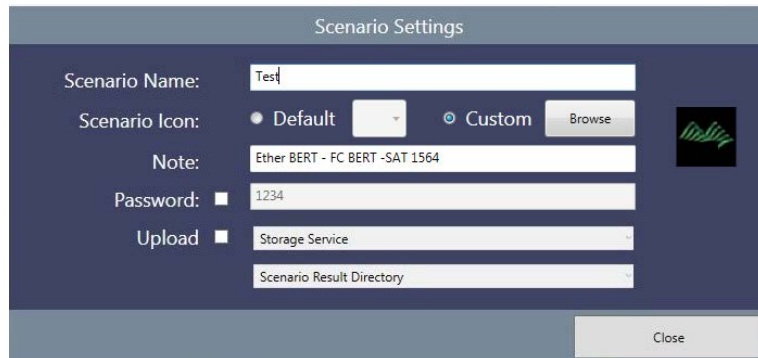 Scenario Settings
Scenario Name: Test
Scenario Icon: Default Custom Browse
Note: Ether BERT - FC BERT -SAT 1564
Password: 1234
Upload Storage Service
Scenario Result Directory
Close